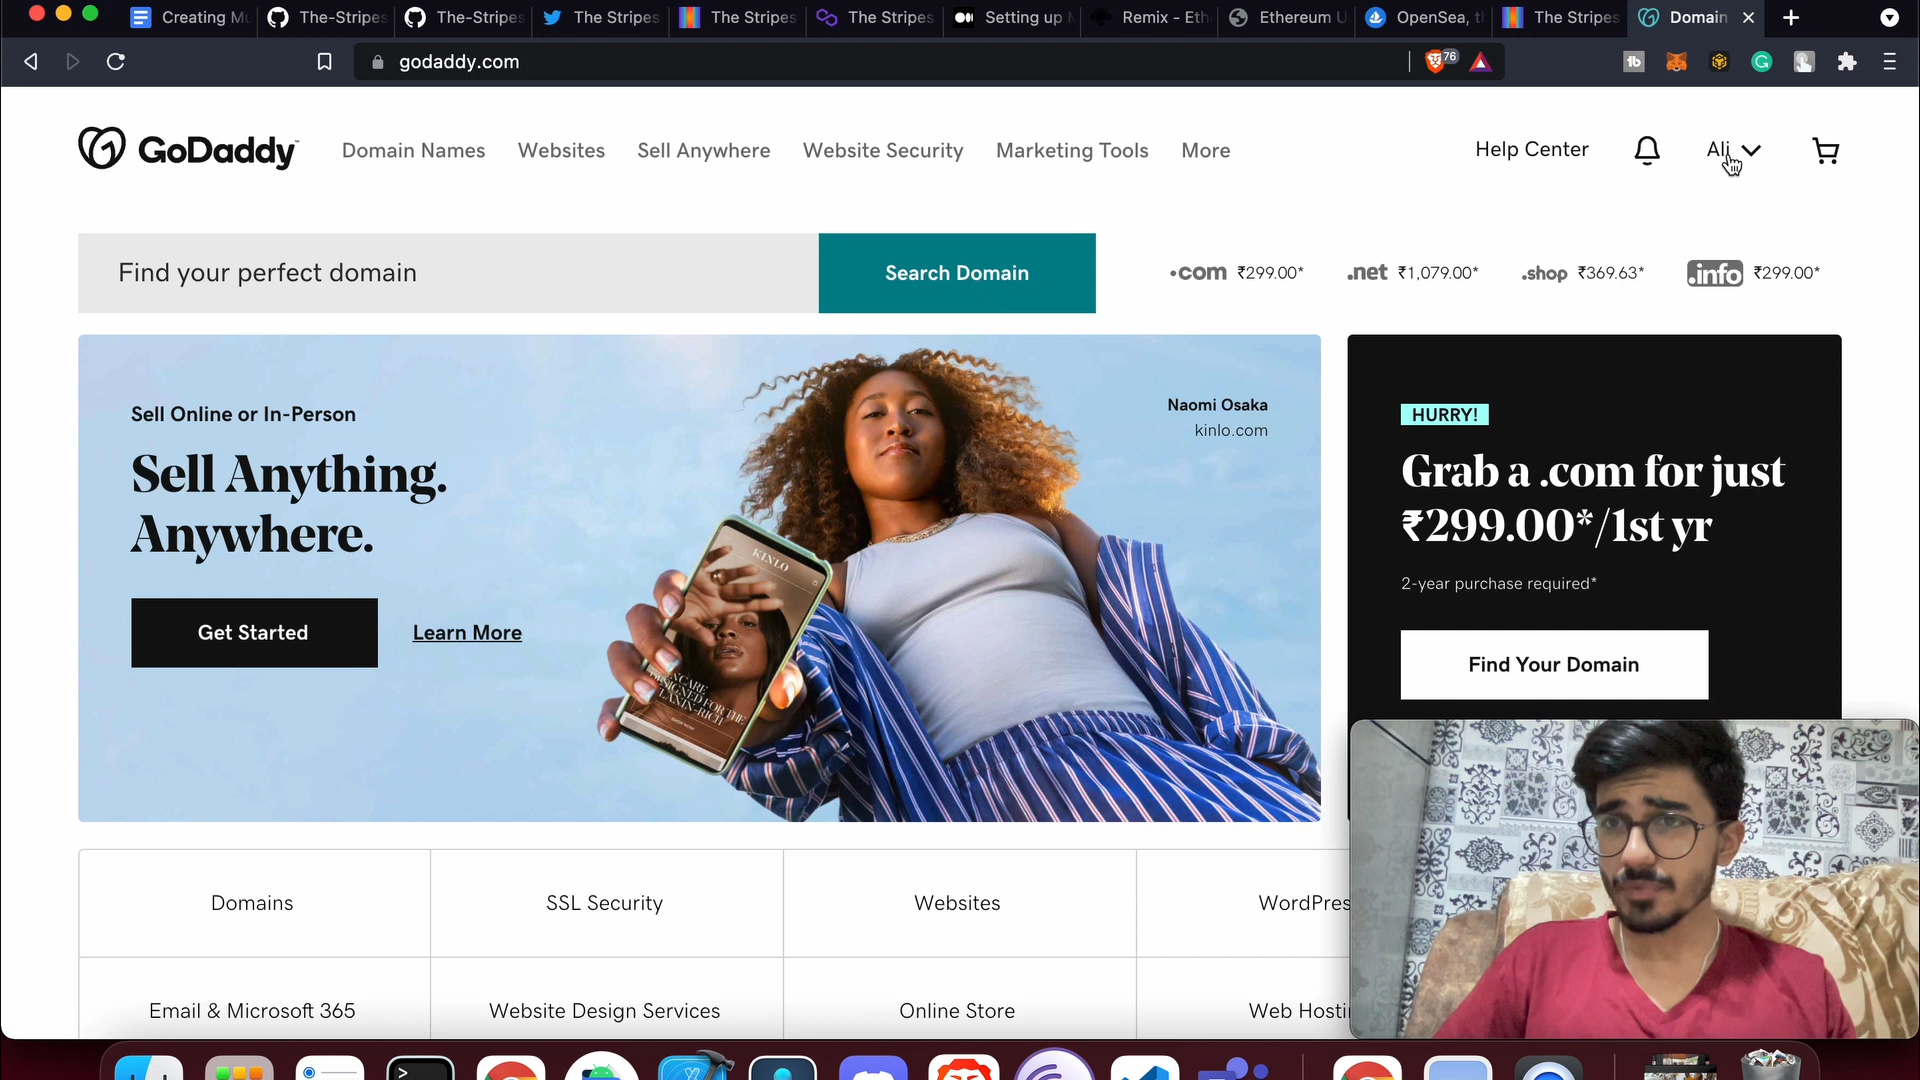 Creating Mu
The-Stripes
The-Stripes
The Stripes
The Stripes
The Stripes
Setting up
Remix - Eth
Ethereum U
OpenSea, t
The Stripes
Domain
godaddy.com
76
GoDaddy
Domain Names
Websites
Sell Anywhere
Website Security
Marketing Tools
More
Help Center
Ali
Find your perfect domain
Search Domain
.com ₹299.00*
.net ₹1,079.00*
.shop ₹369.63*
.info ₹299.00*
Sell Online or In-Person
Sell Anything.
Anywhere.
Get Started
Learn More
Naomi Osaka
kinlo.com
KINLO
HURRY!
Grab a .com for just
₹299.00*/1st yr
2-year purchase required*
Find Your Domain
Domains
SSL Security
Websites
WordPres
Email & Microsoft 365
Website Design Services
Online Store
Web Hosti